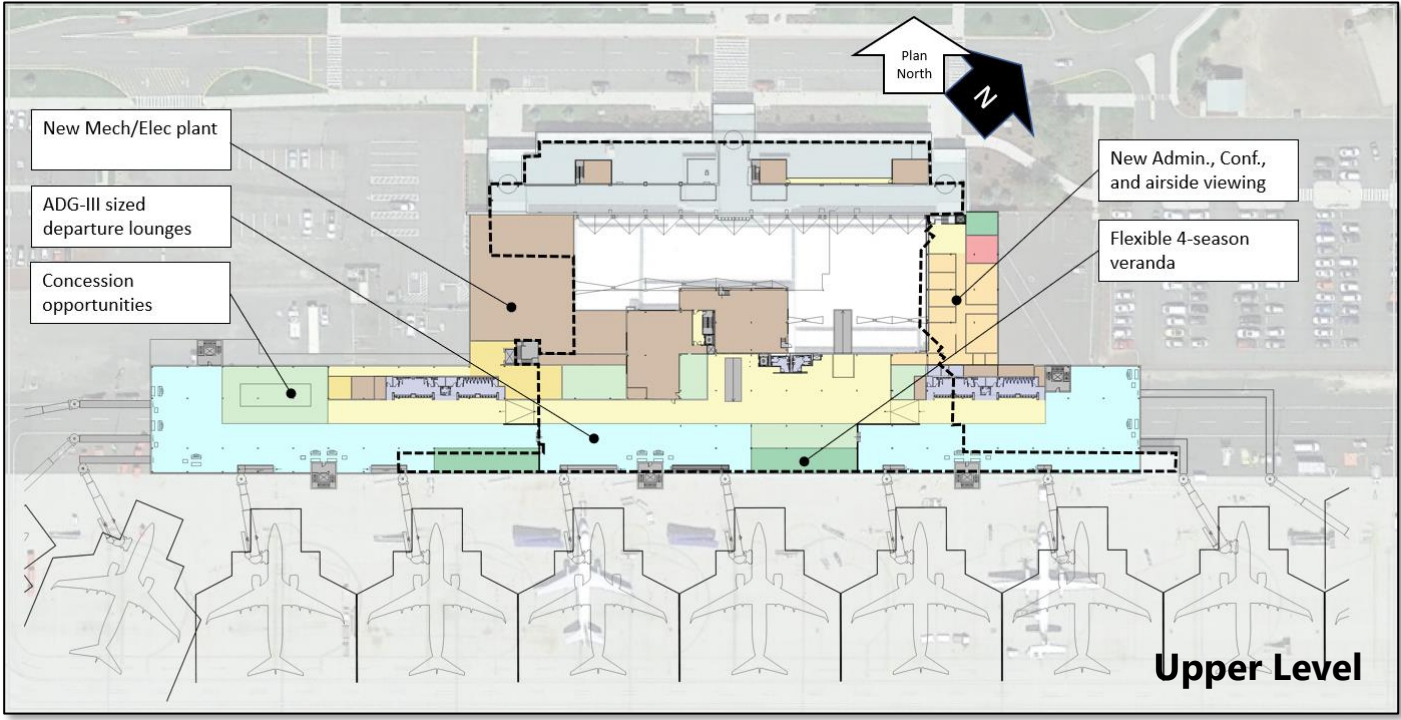 Plan
North
N
New Mech/Elec plant
ADG-III sized
departure lounges
Concession
opportunities
New Admin., Conf.,
and airside viewing
Flexible 4-season
veranda
Upper Level